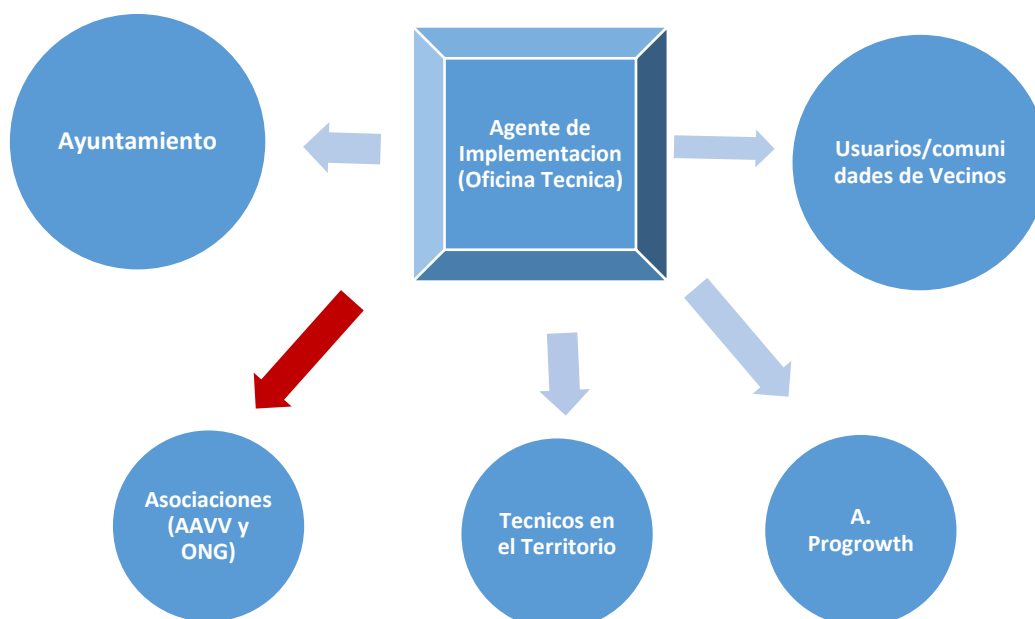 Ayuntamiento
Agente de
Implementacion
(Oficina Tecnica)
Usuarios/comuni
dades de Vecinos
Asociaciones
(AAVV y
ONG)
Tecnicos en
el Territorio
A.
Progrowth